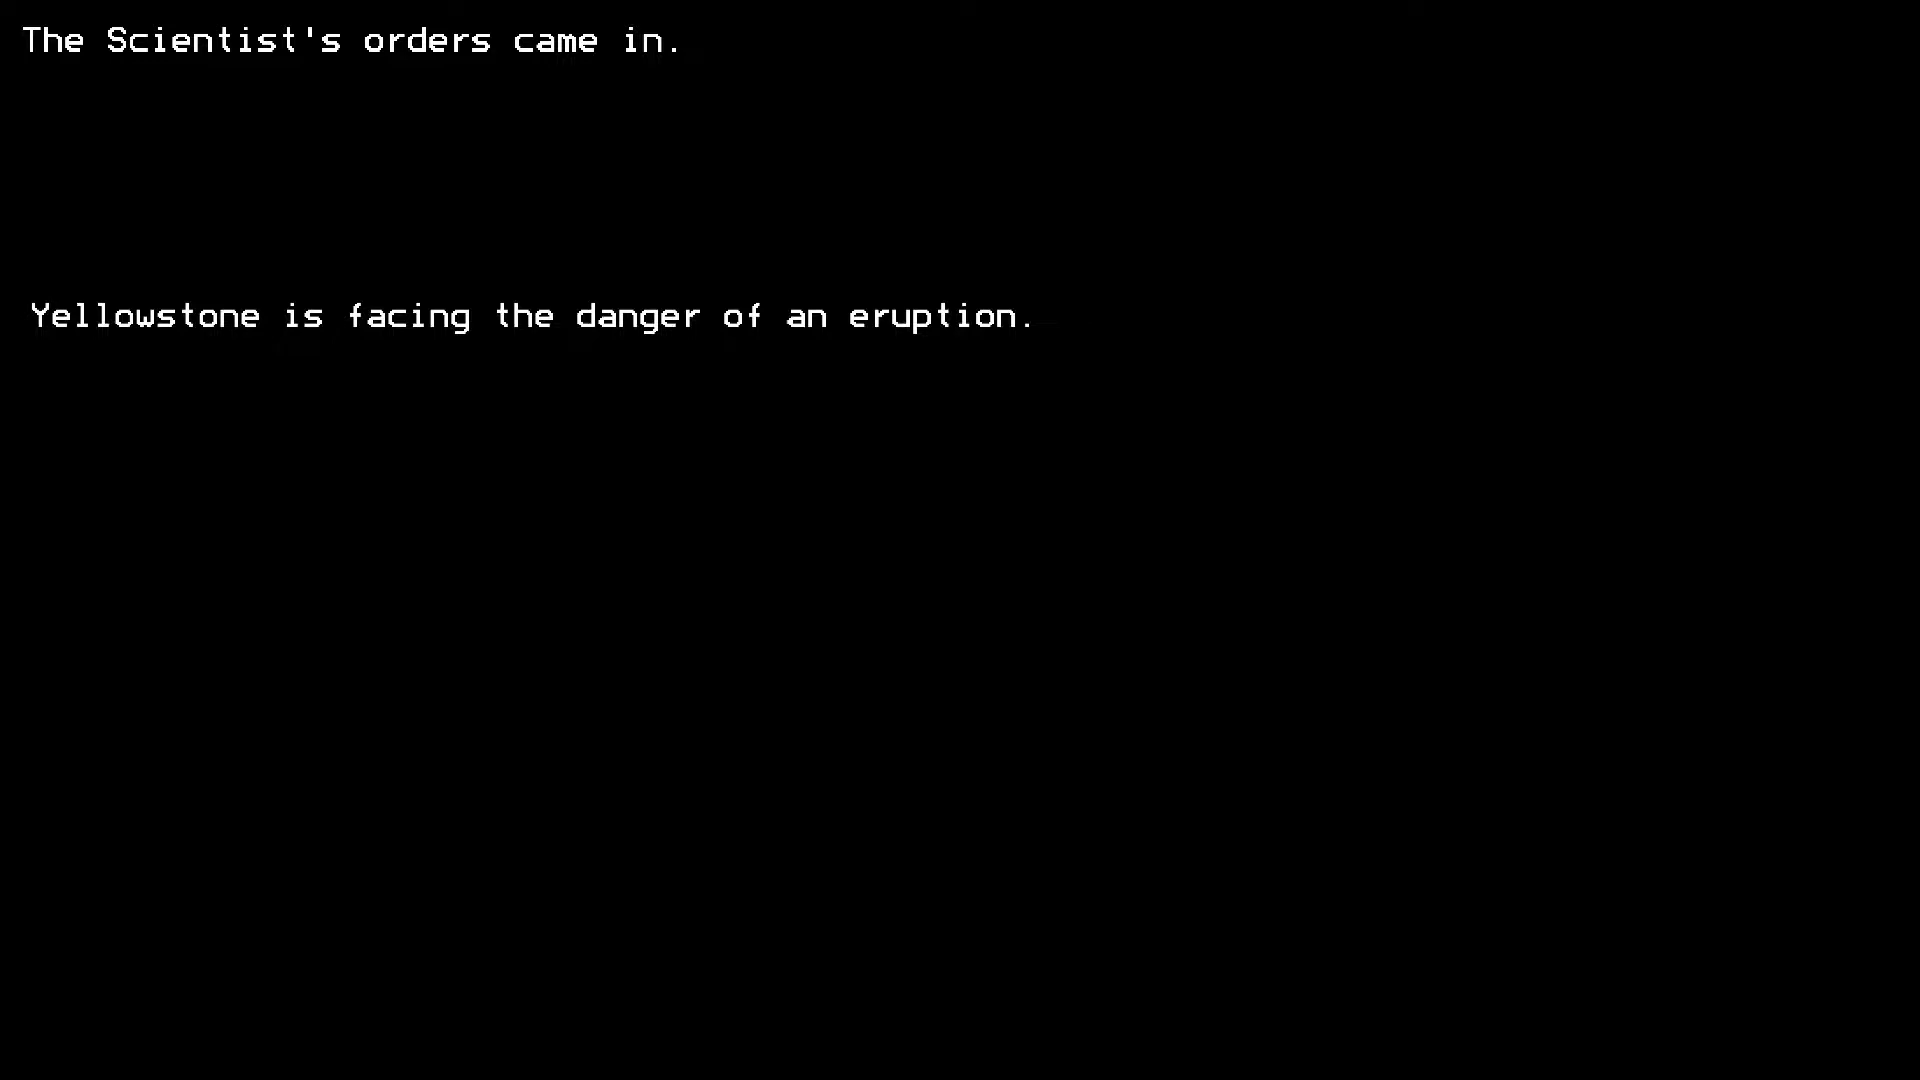 The Scientist's orders came in.
Yellowstone is facing the danger of an eruption.